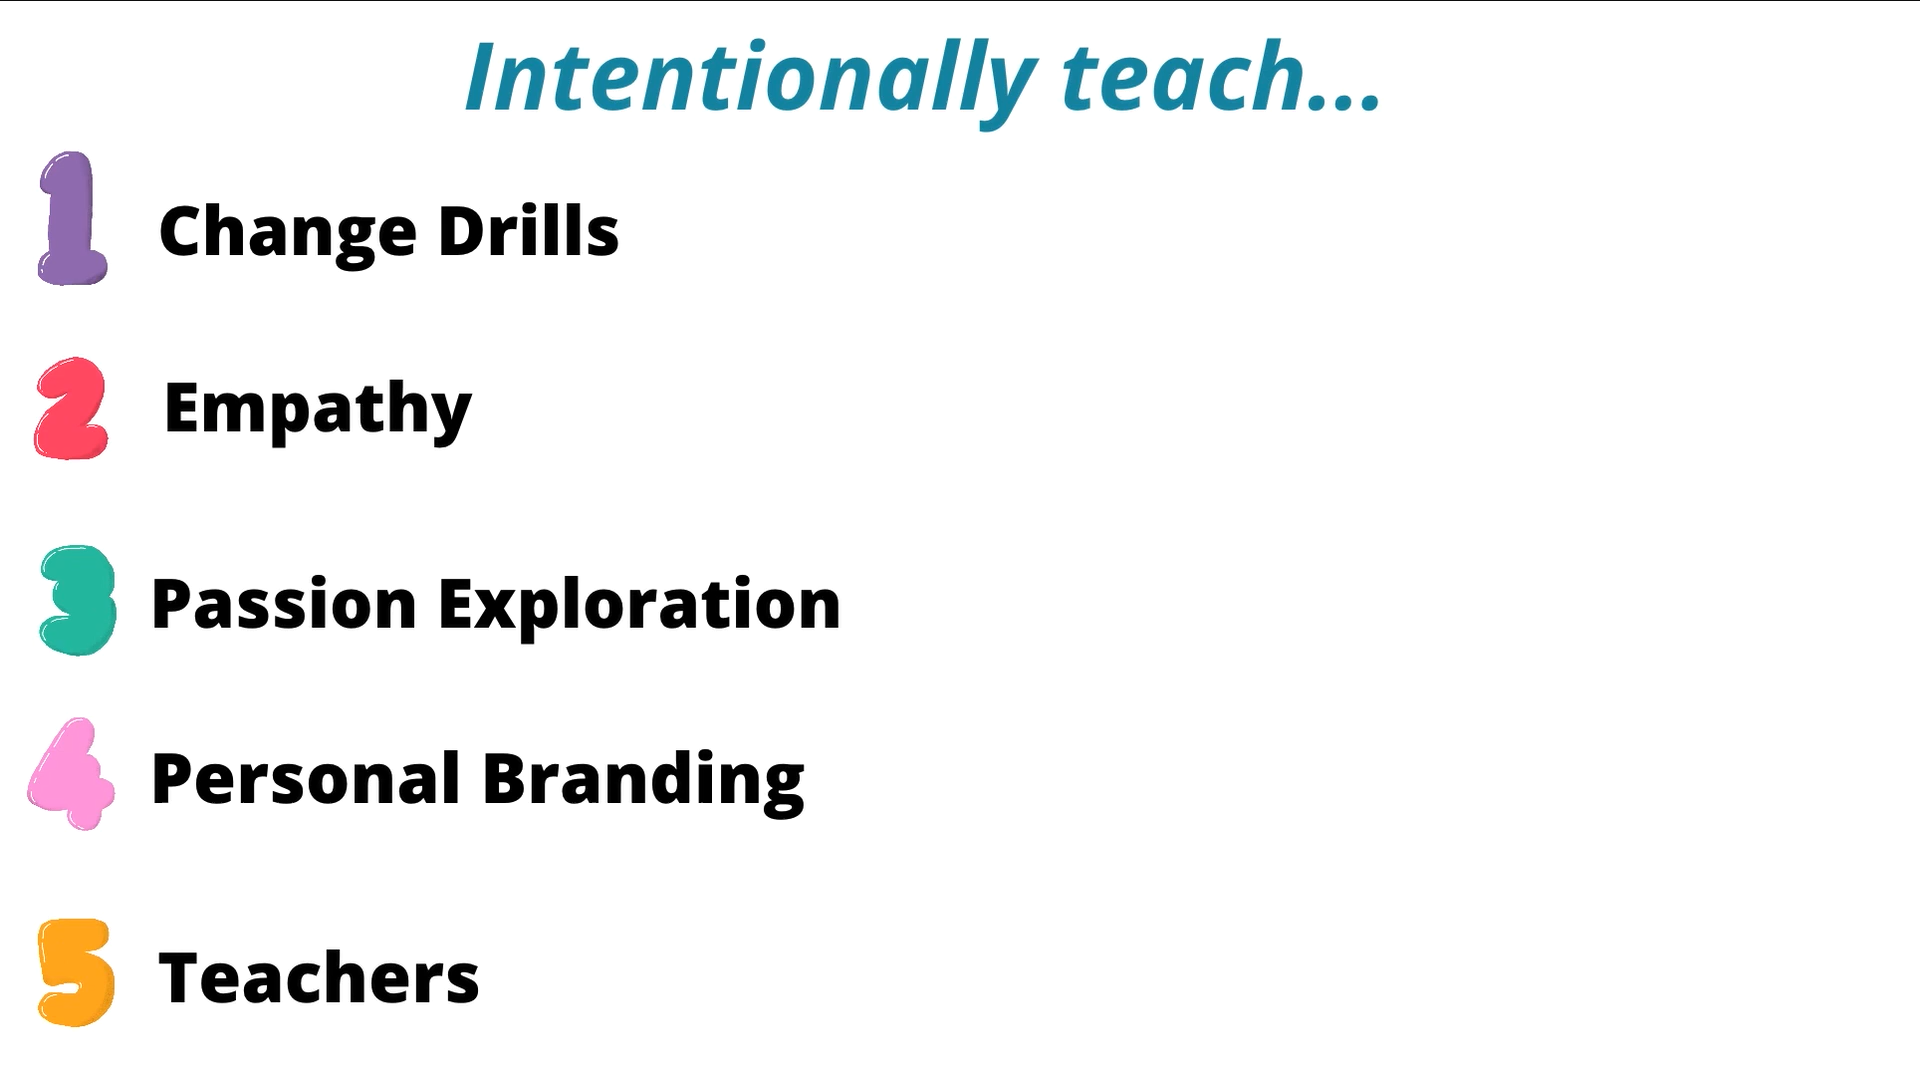 Intentionally teach...
1 Change Drills
2 Empathy
3 Passion Exploration
4 Personal Branding
5 Teachers